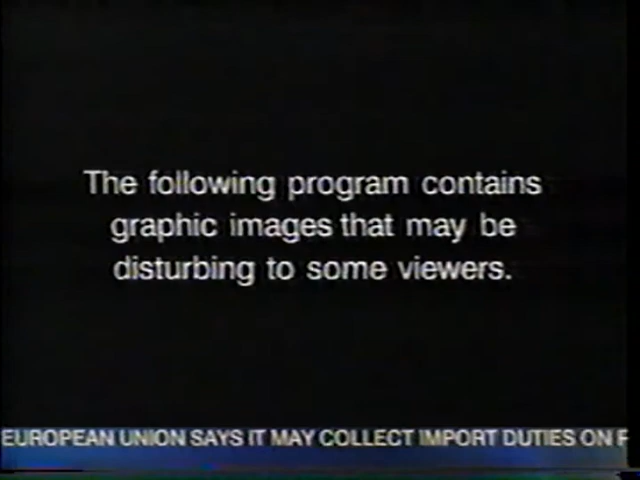 The following program contains
graphic images that may be
disturbing to some viewers.
EUROPEAN UNION SAYS IT MAY COLLECT IMPORT DUTIES ON